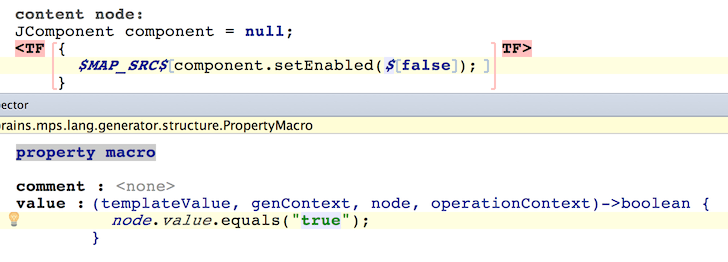 content node:
JComponent component = null;
<TF [ { TF>
$MAP_SRC$[component.setEnabled($[false]); ]
}
ector
rains.mps.lang.generator.structure.PropertyMacro
property macro
comment : <none>
value : (templateValue, genContext, node, operationContext)->boolean {
node.value.equals("true");
}